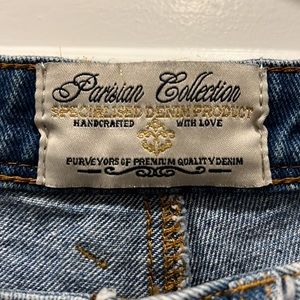 Parisian Collection
SPECIALISED DENIM PRODUCT
HANDCRAFTED WITH LOVE
PURVEYORS OF PREMIUM QUALITY DENIM